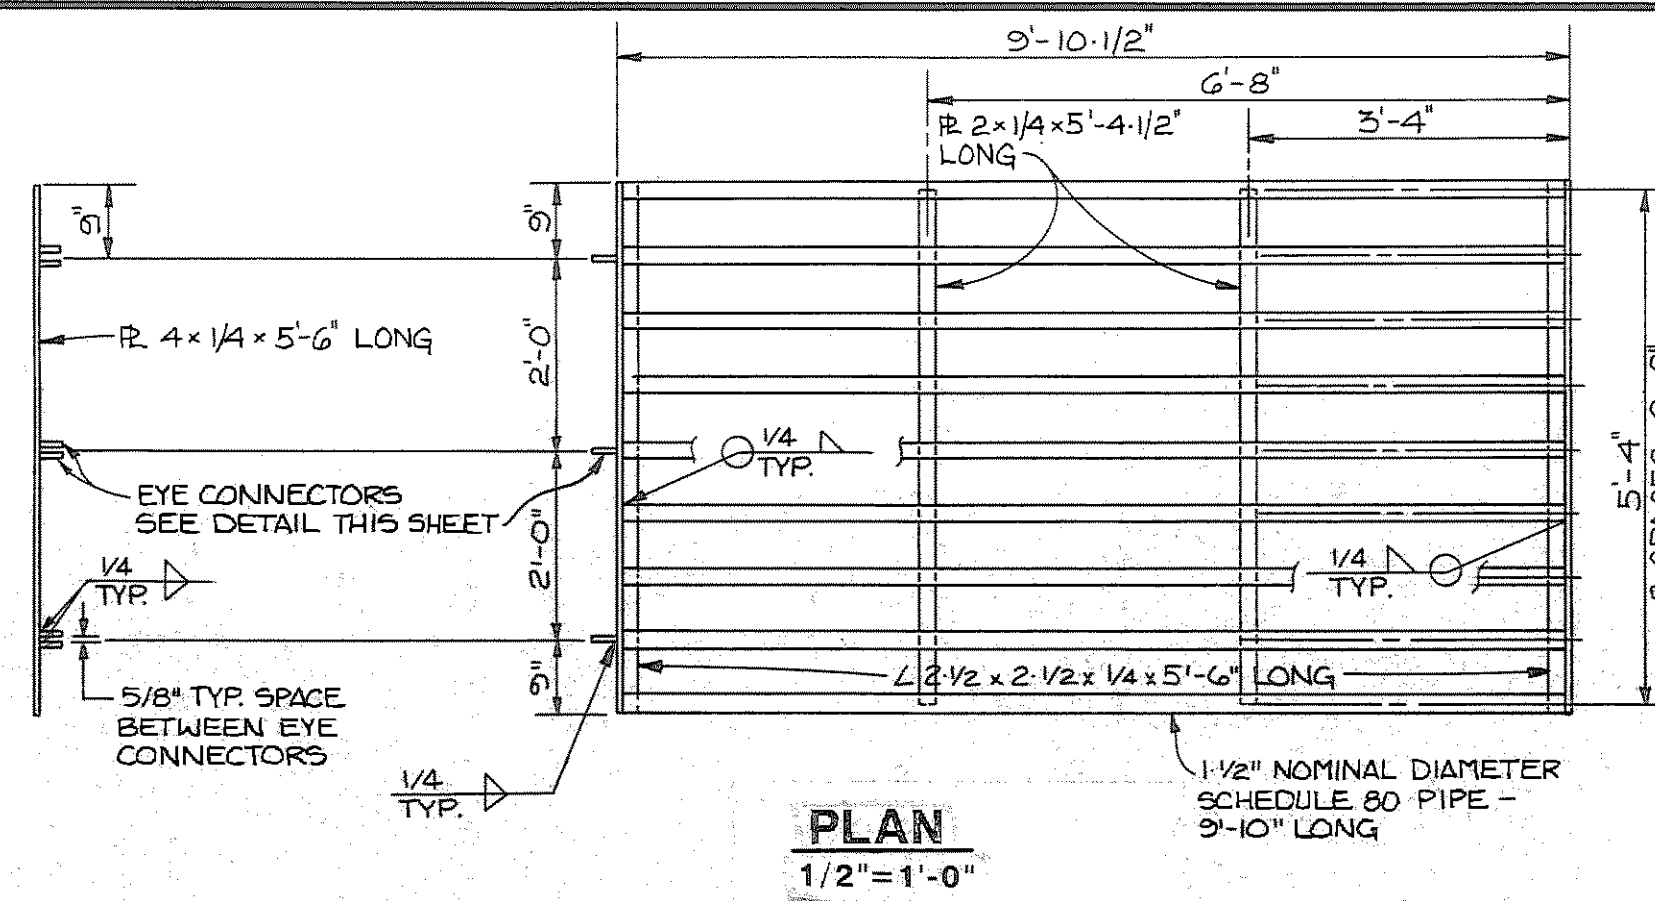 9'-10·1/2"
6'-8"
PL 2×1/4×5'-4·1/2"
LONG
3'-4"
9"
9"
PL 4×1/4×5'-6" LONG
2'-0"
1/4
TYP.
5'-4"
EYE CONNECTORS
SEE DETAIL THIS SHEET
2'-0"
1/4
TYP.
1/4
TYP.
9"
L 2·1/2 × 2·1/2 × 1/4 × 5'-6" LONG
5/8" TYP. SPACE
BETWEEN EYE
CONNECTORS
1/4
TYP.
1·1/2" NOMINAL DIAMETER
SCHEDULE 80 PIPE –
9'-10" LONG
PLAN
1/2"=1'-0"